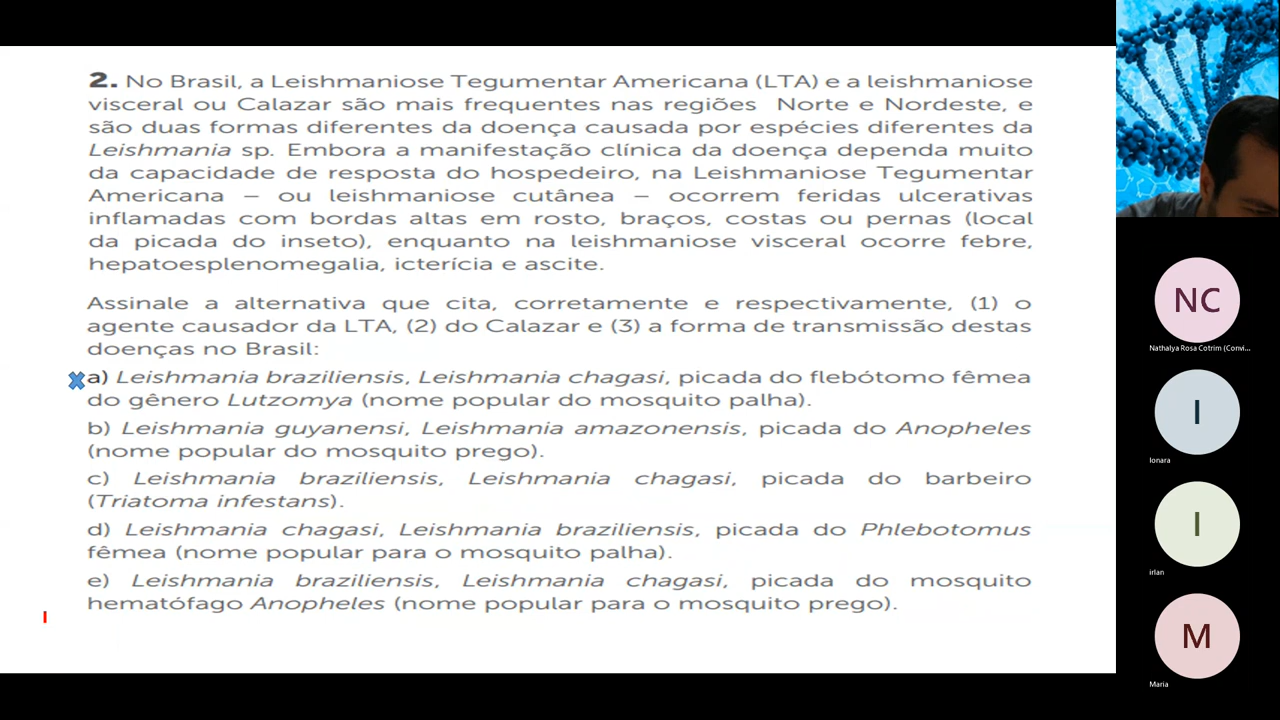 2. No Brasil, a Leishmaniose Tegumentar Americana (LTA) e a leishmaniose
visceral ou Calazar são mais frequentes nas regiões Norte e Nordeste, e
são duas formas diferentes da doença causada por espécies diferentes da
Leishmania sp. Embora a manifestação clínica da doença dependa muito
da capacidade de resposta do hospedeiro, na Leishmaniose Tegumentar
Americana – ou leishmaniose cutânea – ocorrem feridas ulcerativas
inflamadas com bordas altas em rosto, braços, costas ou pernas (local
da picada do inseto), enquanto na leishmaniose visceral ocorre febre,
hepatoesplenomegalia, icterícia e ascite.
Assinale a alternativa que cita, corretamente e respectivamente, (1) o
agente causador da LTA, (2) do Calazar e (3) a forma de transmissão destas
doenças no Brasil:
a) Leishmania braziliensis, Leishmania chagasi, picada do flebótomo fêmea
do gênero Lutzomya (nome popular do mosquito palha).
b) Leishmania guyanensi, Leishmania amazonensis, picada do Anopheles
(nome popular do mosquito prego).
c) Leishmania braziliensis, Leishmania chagasi, picada do barbeiro
(Triatoma infestans).
d) Leishmania chagasi, Leishmania braziliensis, picada do Phlebotomus
fêmea (nome popular para o mosquito palha).
e) Leishmania braziliensis, Leishmania chagasi, picada do mosquito
hematófago Anopheles (nome popular para o mosquito prego).
NC
Nathalya Rosa Cotrim (Convi...
I
Ionara
I
irlan
M
Maria